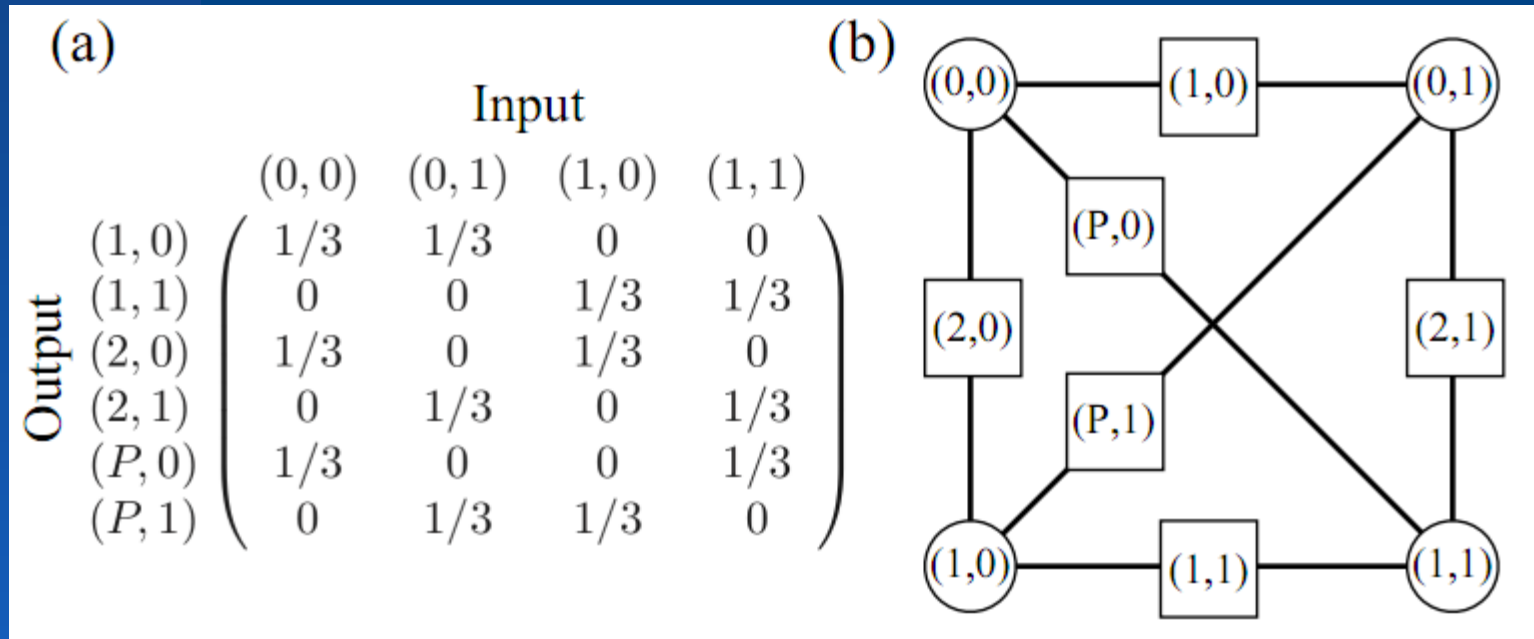 (a)
Input
(0, 0) (0, 1) (1, 0) (1, 1)
Output
(1, 0) 1/3 1/3 0 0
(1, 1) 0 0 1/3 1/3
(2, 0) 1/3 0 1/3 0
(2, 1) 0 1/3 0 1/3
(P, 0) 1/3 0 0 1/3
(P, 1) 0 1/3 1/3 0
(b)
(0,0) (1,0) (0,1)
(P,0)
(2,0) (2,1)
(P,1)
(1,0) (1,1) (1,1)